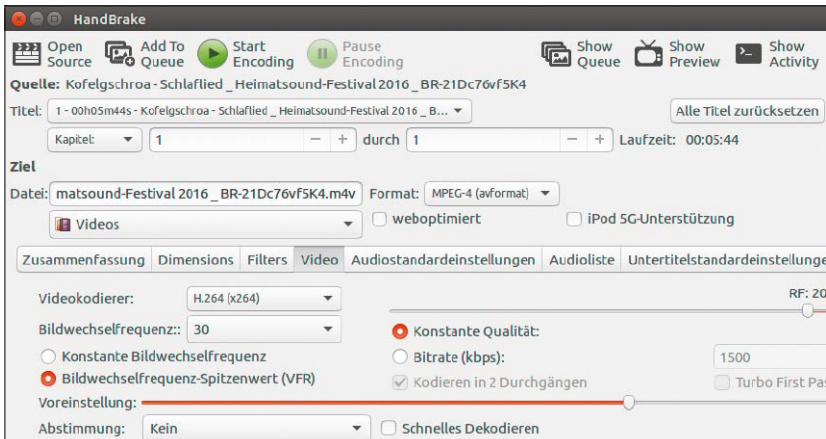 HandBrake
Open Source
Add To Queue
Start Encoding
Pause Encoding
Show Queue
Show Preview
Show Activity
Quelle: Kofelgschroa - Schlaflied _ Heimatsound-Festival 2016 _ BR-21Dc76vf5K4
Titel: 1 - 00h05m44s - Kofelgschroa - Schlaflied _ Heimatsound-Festival 2016 _ B... Alle Titel zurücksetzen
Kapitel: 1 durch 1 Laufzeit: 00:05:44
Ziel
Datei: matsound-Festival 2016 _ BR-21Dc76vf5K4.m4v Format: MPEG-4 (avformat)
Videos weboptimiert iPod 5G-Unterstützung
Zusammenfassung Dimensions Filters Video Audiostandardeinstellungen Audioliste Untertitelstandardeinstellunge
Videokodierer: H.264 (x264) RF: 20
Bildwechselfrequenz:: 30 Konstante Qualität:
Konstante Bildwechselfrequenz Bitrate (kbps): 1500
Bildwechselfrequenz-Spitzenwert (VFR) Kodieren in 2 Durchgängen Turbo First Pas
Voreinstellung:
Abstimmung: Kein Schnelles Dekodieren